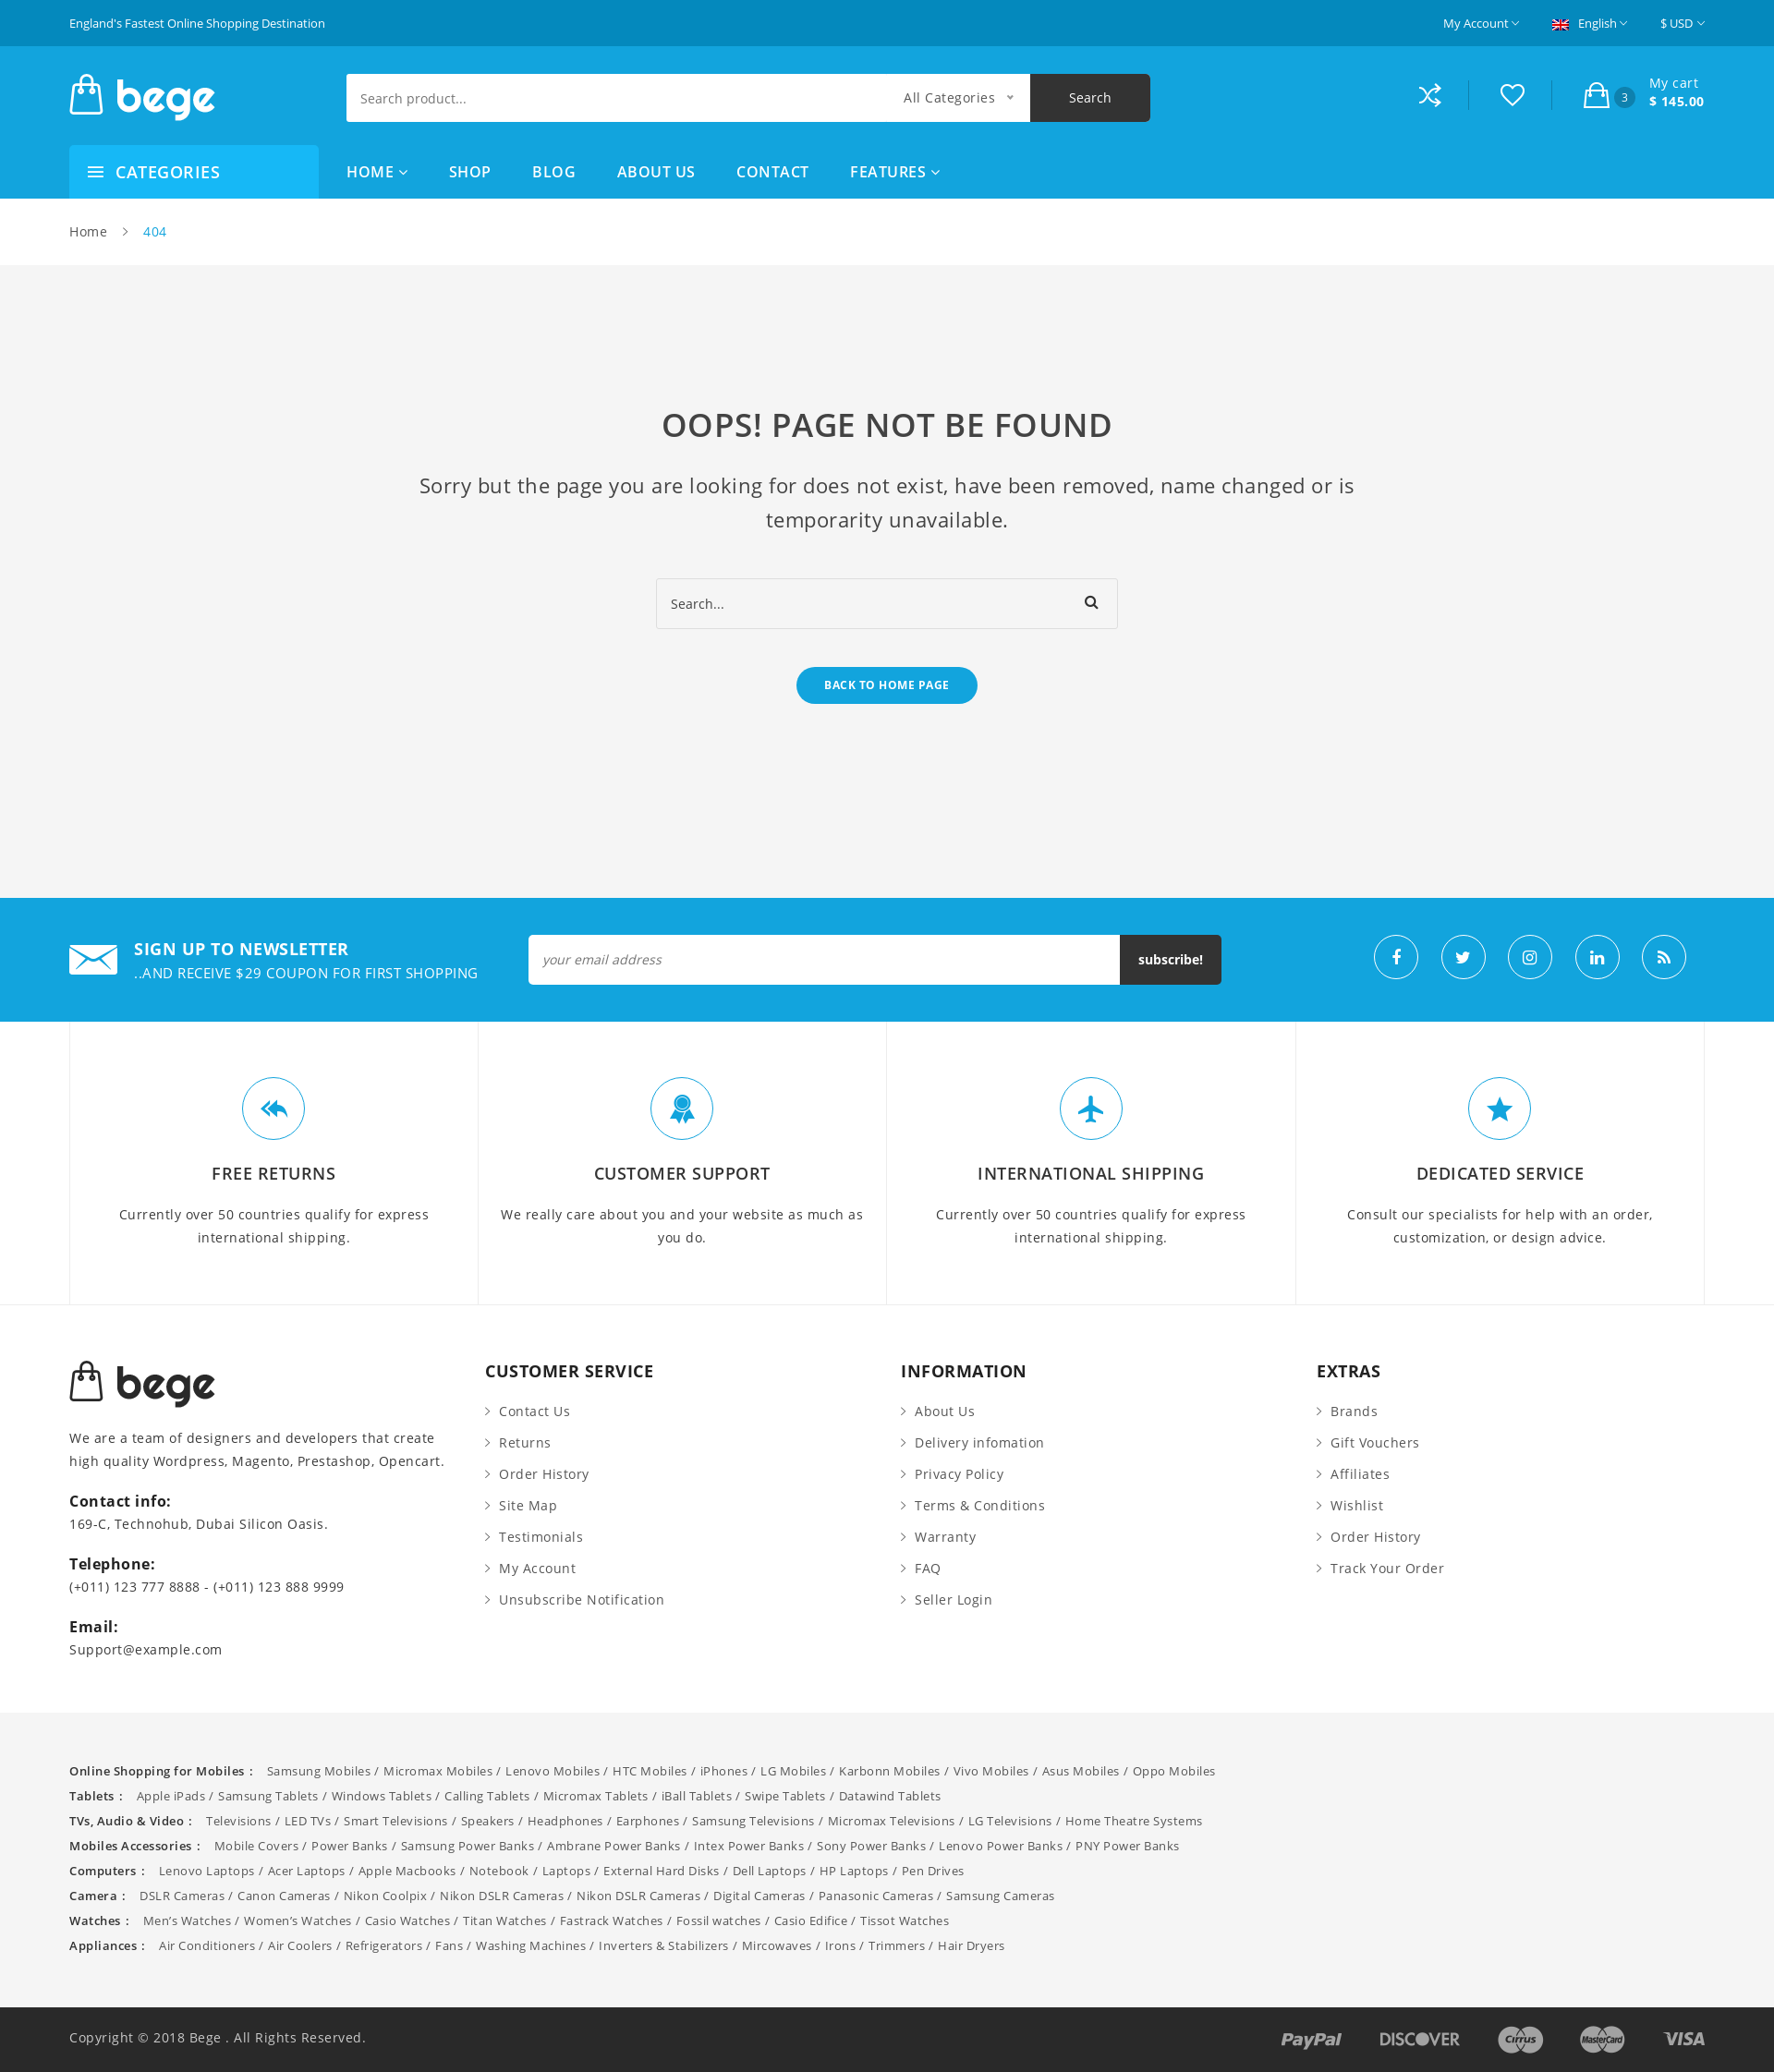 England's Fastest Online Shopping Destination
My Account
English
$ USD
bege
Search product...
All Categories
Search
3
My cart
$ 145.00
CATEGORIES
HOME
SHOP
BLOG
ABOUT US
CONTACT
FEATURES
Home
404
OOPS! PAGE NOT BE FOUND
Sorry but the page you are looking for does not exist, have been removed, name changed or is
temporarity unavailable.
Search...
BACK TO HOME PAGE
SIGN UP TO NEWSLETTER
..AND RECEIVE $29 COUPON FOR FIRST SHOPPING
your email address
subscribe!
FREE RETURNS
Currently over 50 countries qualify for express
international shipping.
CUSTOMER SUPPORT
We really care about you and your website as much as
you do.
INTERNATIONAL SHIPPING
Currently over 50 countries qualify for express
international shipping.
DEDICATED SERVICE
Consult our specialists for help with an order,
customization, or design advice.
bege
We are a team of designers and developers that create
high quality Wordpress, Magento, Prestashop, Opencart.
Contact info:
169-C, Technohub, Dubai Silicon Oasis.
Telephone:
(+011) 123 777 8888 - (+011) 123 888 9999
Email:
Support@example.com
CUSTOMER SERVICE
Contact Us
Returns
Order History
Site Map
Testimonials
My Account
Unsubscribe Notification
INFORMATION
About Us
Delivery infomation
Privacy Policy
Terms & Conditions
Warranty
FAQ
Seller Login
EXTRAS
Brands
Gift Vouchers
Affiliates
Wishlist
Order History
Track Your Order
Online Shopping for Mobiles : Samsung Mobiles / Micromax Mobiles / Lenovo Mobiles / HTC Mobiles / iPhones / LG Mobiles / Karbonn Mobiles / Vivo Mobiles / Asus Mobiles / Oppo Mobiles
Tablets : Apple iPads / Samsung Tablets / Windows Tablets / Calling Tablets / Micromax Tablets / iBall Tablets / Swipe Tablets / Datawind Tablets
TVs, Audio & Video : Televisions / LED TVs / Smart Televisions / Speakers / Headphones / Earphones / Samsung Televisions / Micromax Televisions / LG Televisions / Home Theatre Systems
Mobiles Accessories : Mobile Covers / Power Banks / Samsung Power Banks / Ambrane Power Banks / Intex Power Banks / Sony Power Banks / Lenovo Power Banks / PNY Power Banks
Computers : Lenovo Laptops / Acer Laptops / Apple Macbooks / Notebook / Laptops / External Hard Disks / Dell Laptops / HP Laptops / Pen Drives
Camera : DSLR Cameras / Canon Cameras / Nikon Coolpix / Nikon DSLR Cameras / Nikon DSLR Cameras / Digital Cameras / Panasonic Cameras / Samsung Cameras
Watches : Men’s Watches / Women’s Watches / Casio Watches / Titan Watches / Fastrack Watches / Fossil watches / Casio Edifice / Tissot Watches
Appliances : Air Conditioners / Air Coolers / Refrigerators / Fans / Washing Machines / Inverters & Stabilizers / Mircowaves / Irons / Trimmers / Hair Dryers
Copyright © 2018 Bege . All Rights Reserved.
PayPal
DISCOVER
Cirrus
MasterCard
VISA